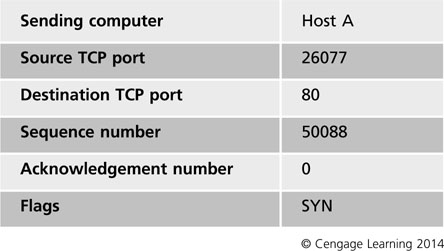 Sending computer Host A
Source TCP port 26077
Destination TCP port 80
Sequence number 50088
Acknowledgement number 0
Flags SYN
© Cengage Learning 2014